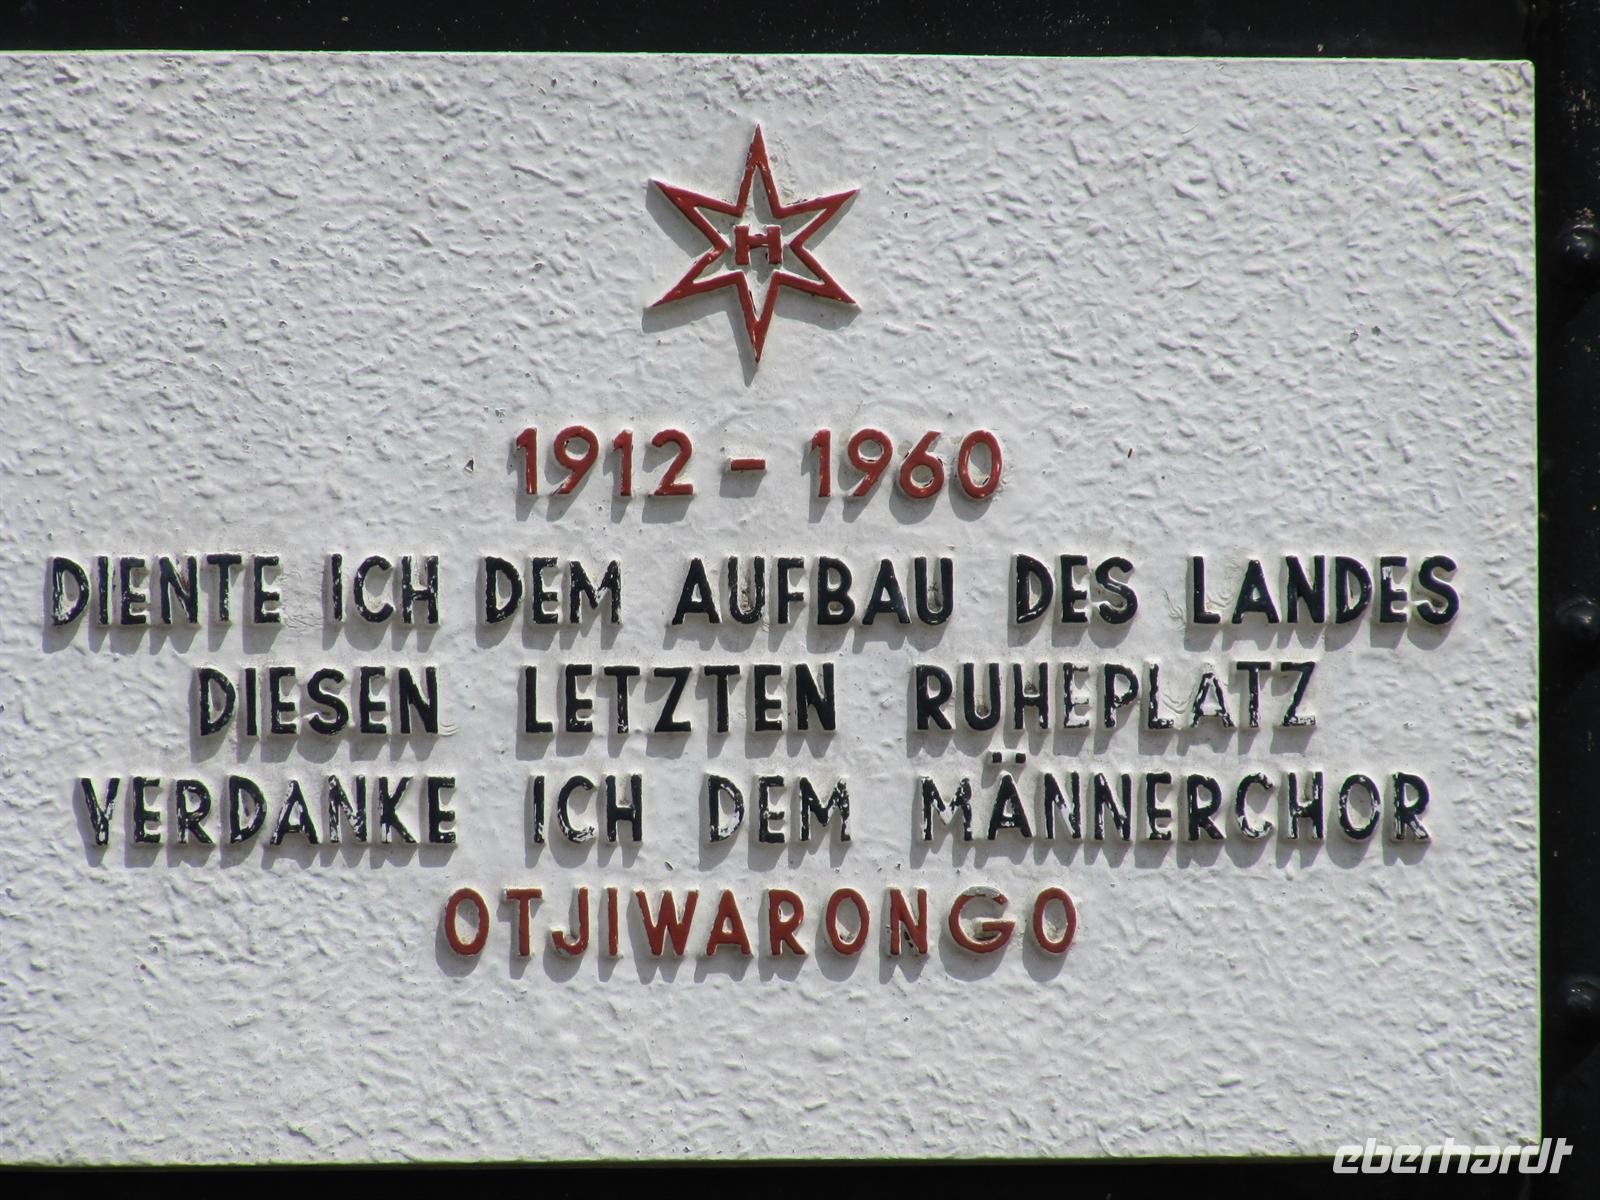 H
1912 - 1960
DIENTE ICH DEM AUFBAU DES LANDES
DIESEN LETZTEN RUHEPLATZ
VERDANKE ICH DEM MÄNNERCHOR
OTJIWARONGO
eberhardt